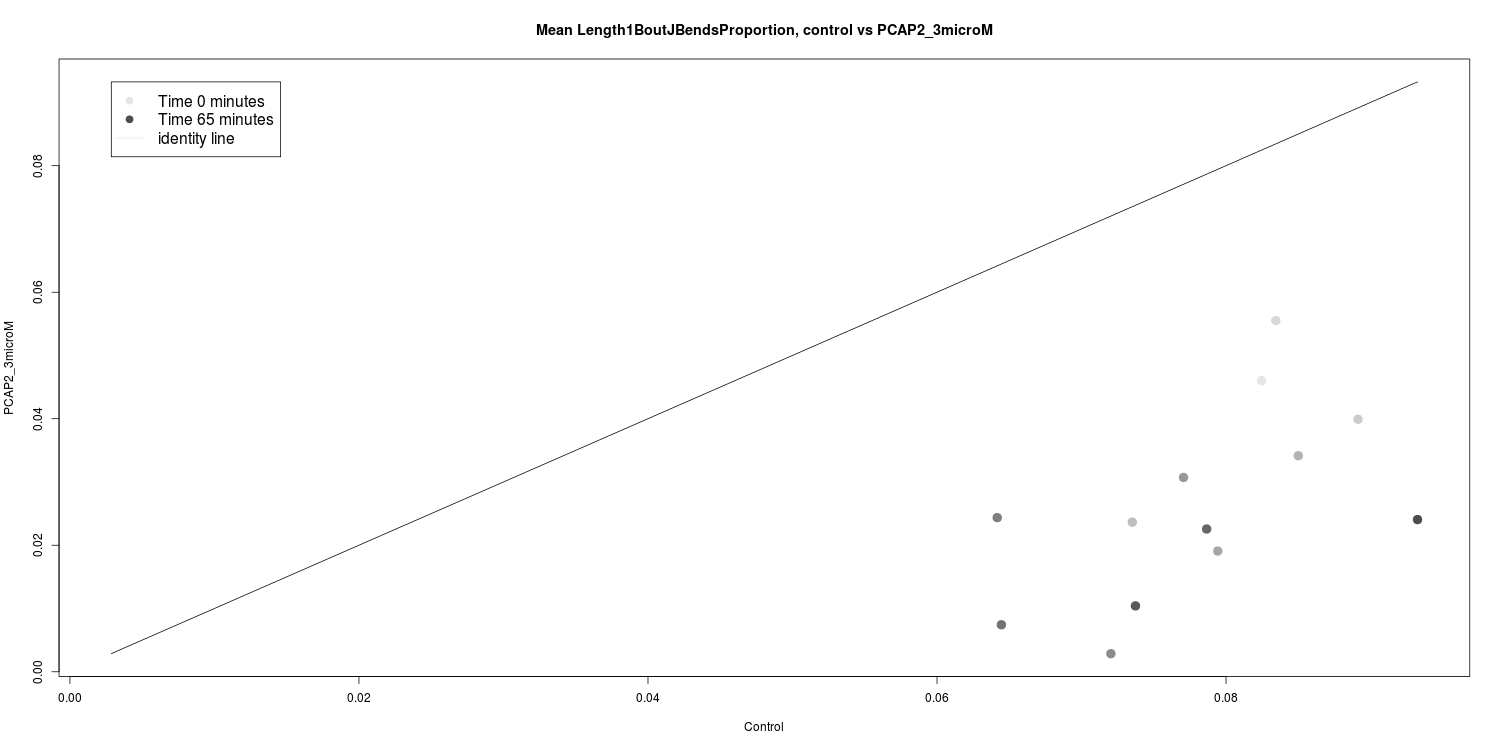 Mean Length1BoutJBendsProportion, control vs PCAP2_3microM
Time 0 minutes
Time 65 minutes
identity line
PCAP2_3microM
0.08
0.06
0.04
0.02
0.00
0.00
0.02
0.04
0.06
0.08
Control